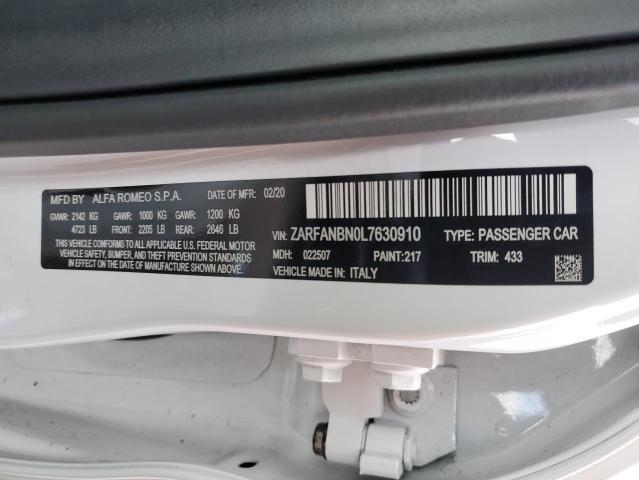 MFD BY ALFA ROMEO S.P.A. DATE OF MFR: 02/20
GVWR: 2142 KG GAWR: 1000 KG GAWR: 1200 KG
4723 LB FRONT: 2205 LB REAR: 2646 LB
THIS VEHICLE CONFORMS TO ALL APPLICABLE U.S. FEDERAL MOTOR
VEHICLE SAFETY, BUMPER, AND THEFT PREVENTION STANDARDS
IN EFFECT ON THE DATE OF MANUFACTURE SHOWN ABOVE.
VIN: ZARFANBN0L7630910 TYPE: PASSENGER CAR
MDH: 022507 PAINT: 217 TRIM: 433
VEHICLE MADE IN: ITALY